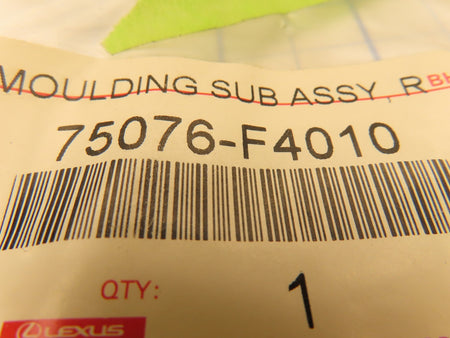 MOULDING SUB ASSY, R
75076-F4010
QTY: 1
LEXUS